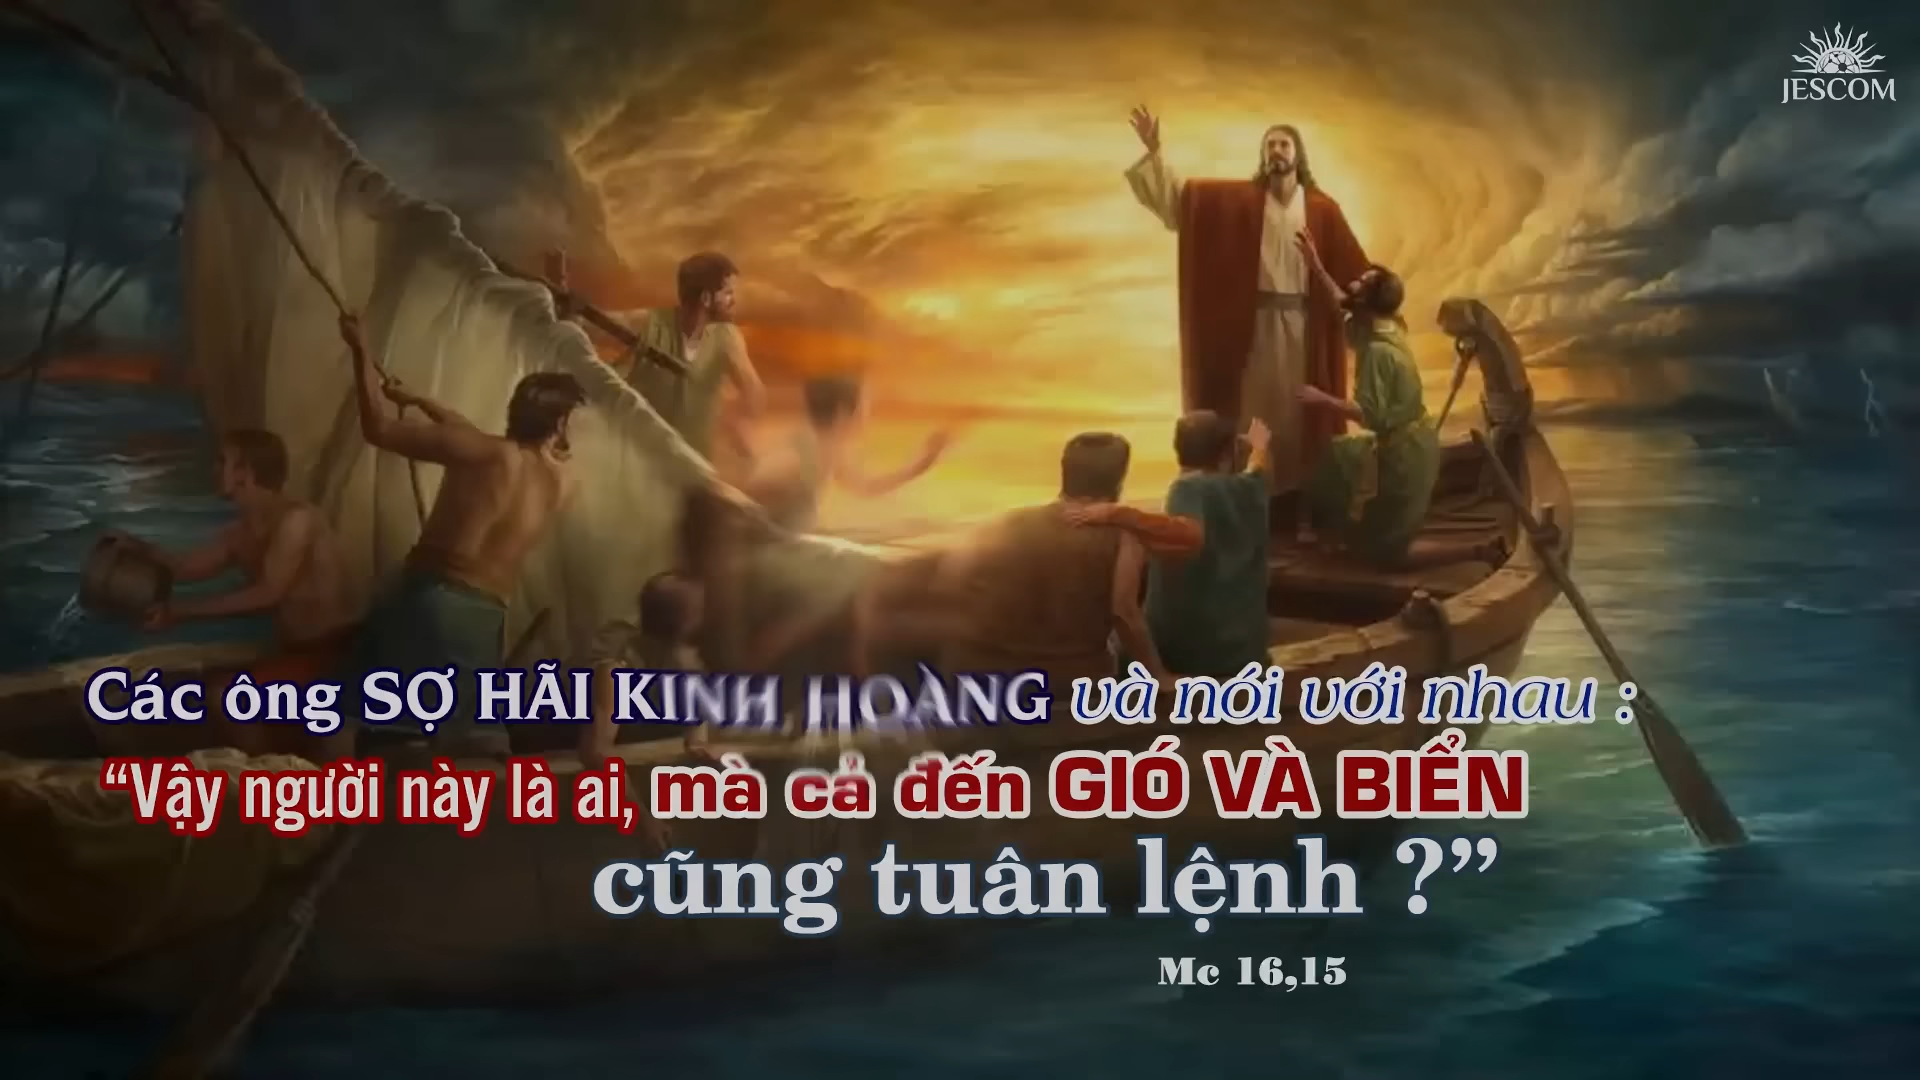 JESCOM
Các ông SỢ HÃI KINH HOÀNG và nói với nhau :
“Vậy người này là ai, mà cả đến GIÓ VÀ BIỂN
cũng tuân lệnh ?”
Mc 16,15